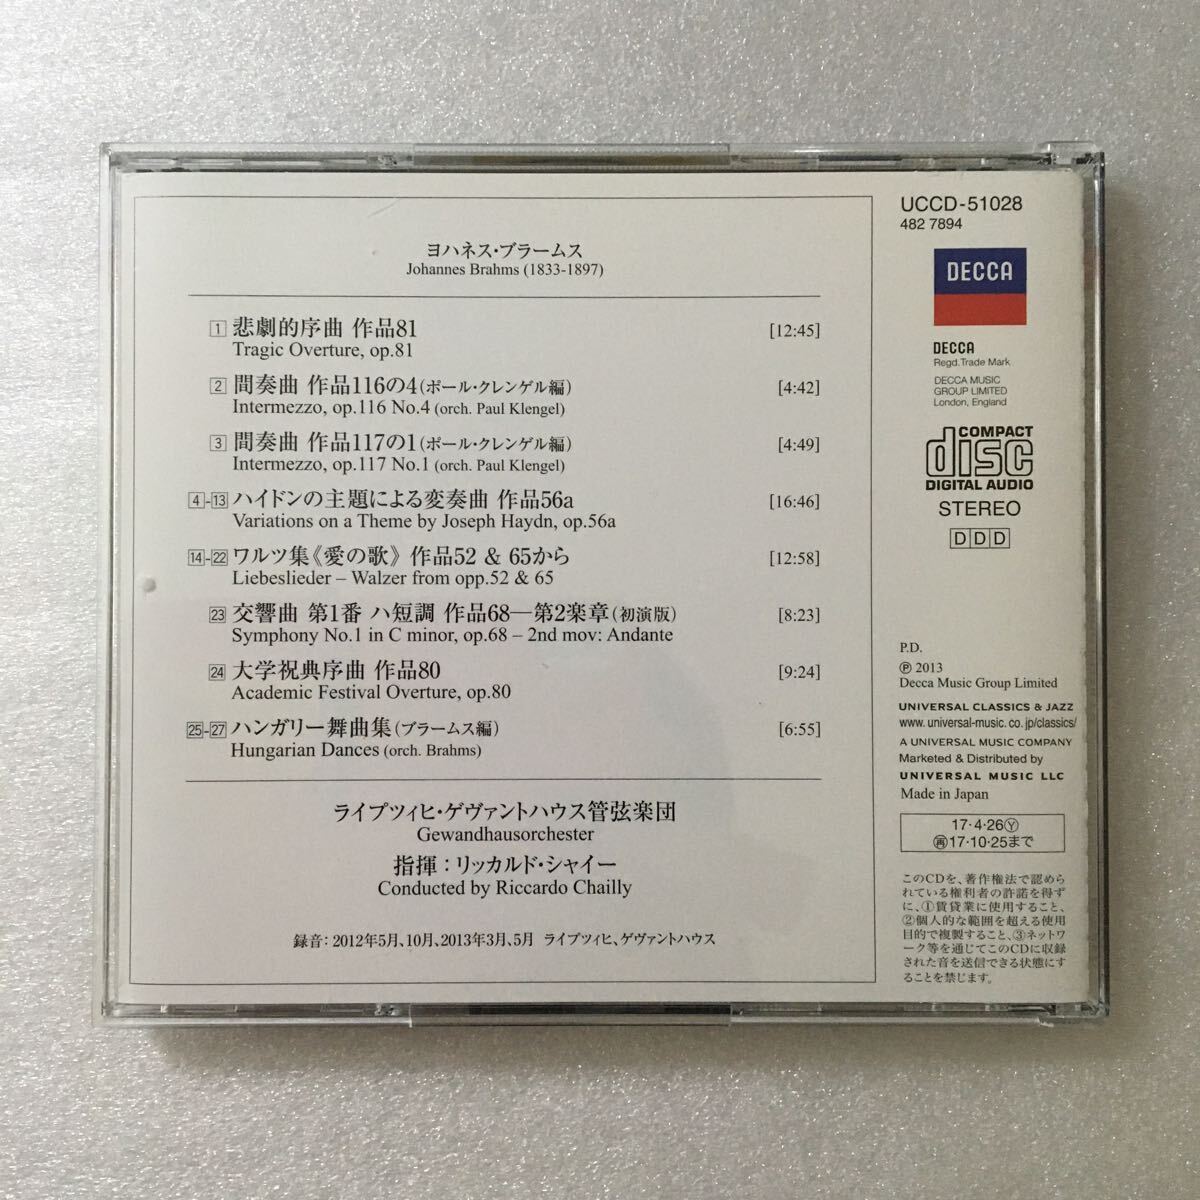 ヨハネス・ブラームス
Johannes Brahms (1833-1897)
1 悲劇的序曲 作品81 [12:45]
Tragic Overture, op.81
2 間奏曲 作品116の4(ポール・クレンゲル編) [4:42]
Intermezzo, op.116 No.4 (orch. Paul Klengel)
3 間奏曲 作品117の1(ポール・クレンゲル編) [4:49]
Intermezzo, op.117 No.1 (orch. Paul Klengel)
4-13 ハイドンの主題による変奏曲 作品56a [16:46]
Variations on a Theme by Joseph Haydn, op.56a
14-22 ワルツ集《愛の歌》 作品52 & 65から [12:58]
Liebeslieder – Walzer from opp.52 & 65
23 交響曲 第1番 ハ短調 作品68―第2楽章(初演版) [8:23]
Symphony No.1 in C minor, op.68 – 2nd mov: Andante
24 大学祝典序曲 作品80 [9:24]
Academic Festival Overture, op.80
25-27 ハンガリー舞曲集(ブラームス編) [6:55]
Hungarian Dances (orch. Brahms)
ライプツィヒ・ゲヴァントハウス管弦楽団
Gewandhausorchester
指揮：リッカルド・シャイー
Conducted by Riccardo Chailly
録音：2012年5月、10月、2013年3月、5月 ライプツィヒ、ゲヴァントハウス
UCCD-51028
482 7894
DECCA
DECCA
Regd. Trade Mark
DECCA MUSIC
GROUP LIMITED
London, England
COMPACT
disc
DIGITAL AUDIO
STEREO
DDD
P.D.
℗ 2013
Decca Music Group Limited
UNIVERSAL CLASSICS & JAZZ
www.universal-music.co.jp/classics/
A UNIVERSAL MUSIC COMPANY
Marketed & Distributed by
UNIVERSAL MUSIC LLC
Made in Japan
17・4・26Ⓨ
㊢17・10・25まで
このCDを、著作権法で認めら
れている権利者の許諾を得ず
に、①賃貸業に使用すること、
②個人的な範囲を超える使用
目的で複製すること、③ネットワ
ーク等を通じてこのCDに収録
された音を送信できる状態にす
ることを禁じます。